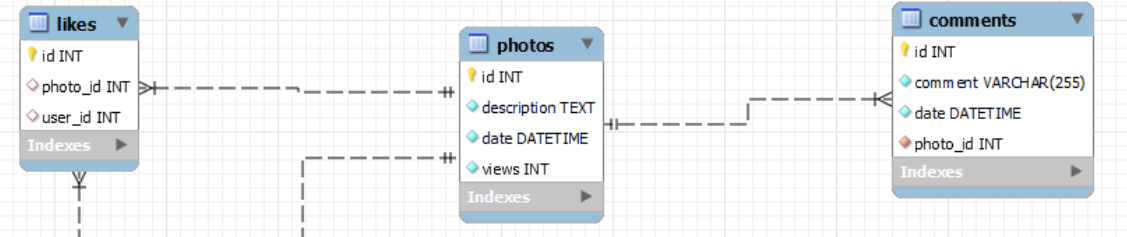 likes
id INT
photo_id INT
user_id INT
Indexes
photos
id INT
description TEXT
date DATETIME
views INT
Indexes
comments
id INT
comment VARCHAR(255)
date DATETIME
photo_id INT
Indexes